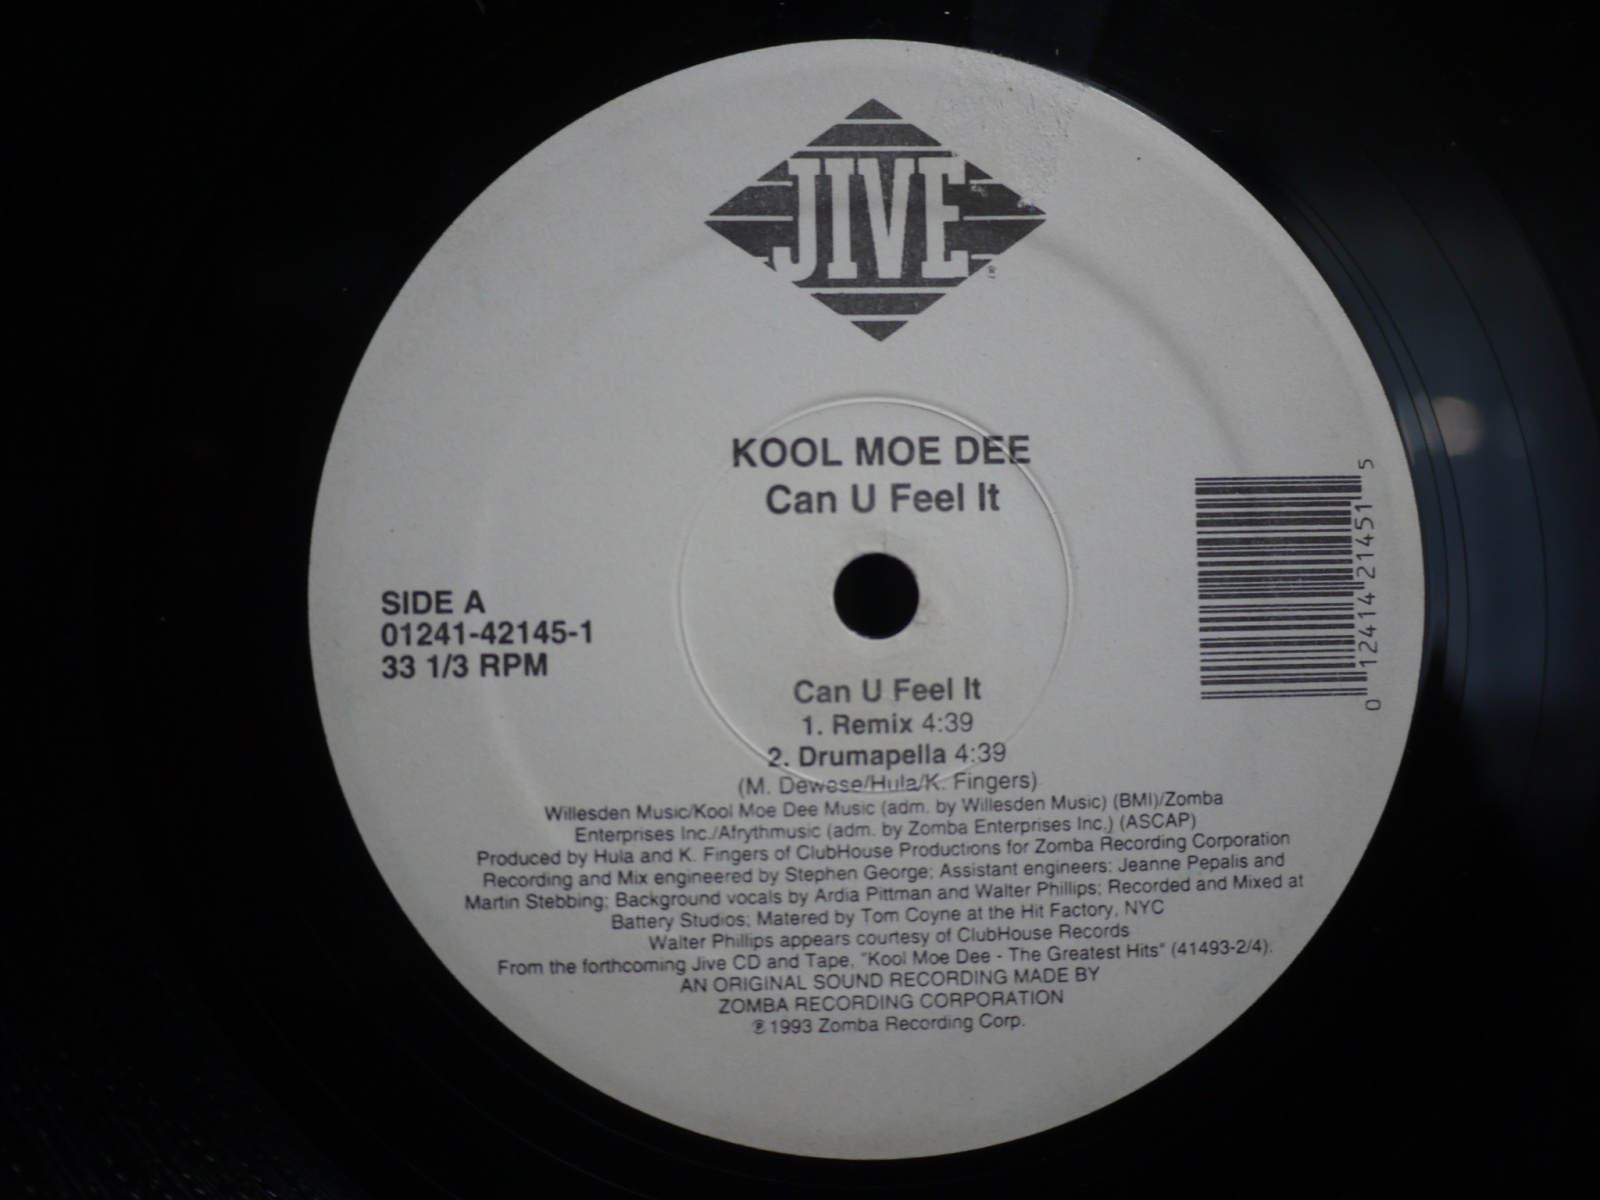 JIVE
KOOL MOE DEE
Can U Feel It
SIDE A
01241-42145-1
33 1/3 RPM
0 12414 21451 5
Can U Feel It
1. Remix 4:39
2. Drumapella 4:39
(M. Dewese/Hula/K. Fingers)
Willesden Music/Kool Moe Dee Music (adm. by Willesden Music) (BMI)/Zomba
Enterprises Inc./Afrythmusic (adm. by Zomba Enterprises Inc.) (ASCAP)
Produced by Hula and K. Fingers of ClubHouse Productions for Zomba Recording Corporation
Recording and Mix engineered by Stephen George; Assistant engineers: Jeanne Pepalis and
Martin Stebbing; Background vocals by Ardia Pittman and Walter Phillips; Recorded and Mixed at
Battery Studios; Matered by Tom Coyne at the Hit Factory, NYC
Walter Phillips appears courtesy of ClubHouse Records
From the forthcoming Jive CD and Tape, "Kool Moe Dee - The Greatest Hits" (41493-2/4).
AN ORIGINAL SOUND RECORDING MADE BY
ZOMBA RECORDING CORPORATION
℗ 1993 Zomba Recording Corp.